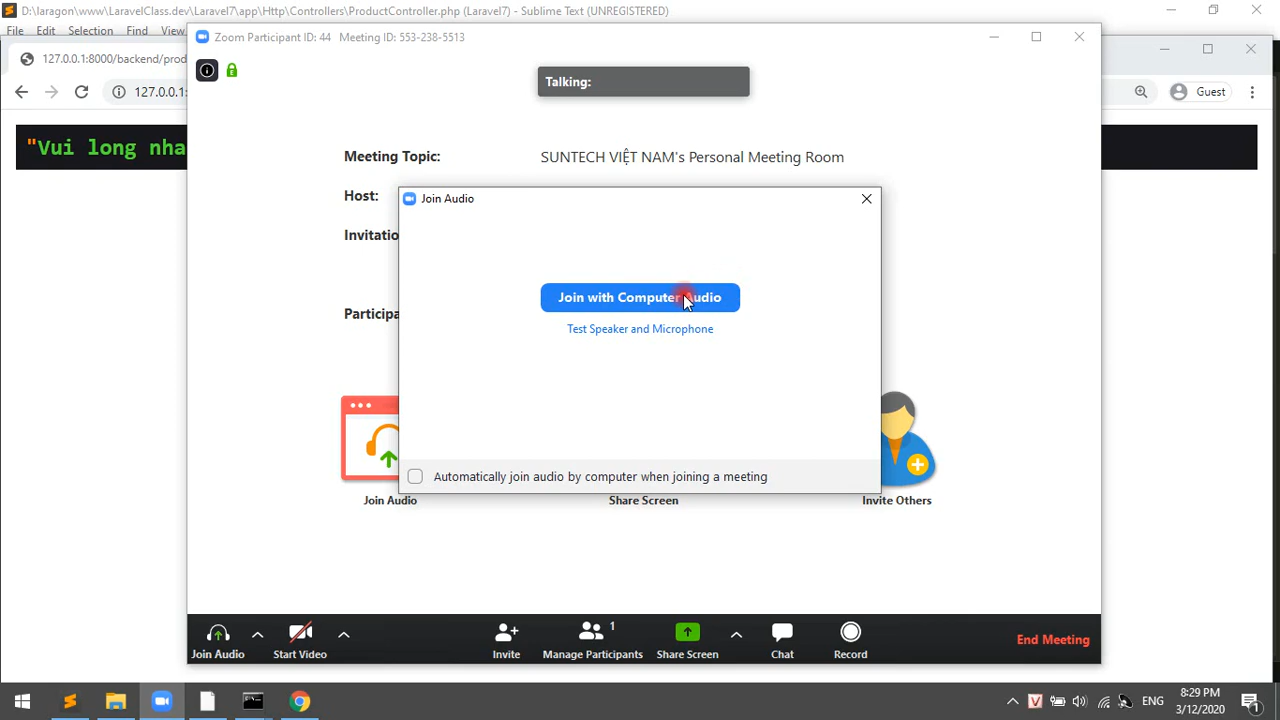 D:\laragon\www\LaravelClass.dev\Laravel7\app\Http\Controllers\ProductController.php (Laravel7) - Sublime Text (UNREGISTERED)
File Edit Selection Find View
Zoom Participant ID: 44 Meeting ID: 553-238-5513
127.0.0.1:8000/backend/prod
127.0.0.1:
Guest
Talking:
"Vui long nha
Meeting Topic: SUNTECH VIỆT NAM's Personal Meeting Room
Host:
Invitatio
Participa
Join Audio
Join with Computer Audio
Test Speaker and Microphone
Automatically join audio by computer when joining a meeting
Join Audio Share Screen Invite Others
Join Audio Start Video Invite Manage Participants 1 Share Screen Chat Record End Meeting
ENG
8:29 PM
3/12/2020
1